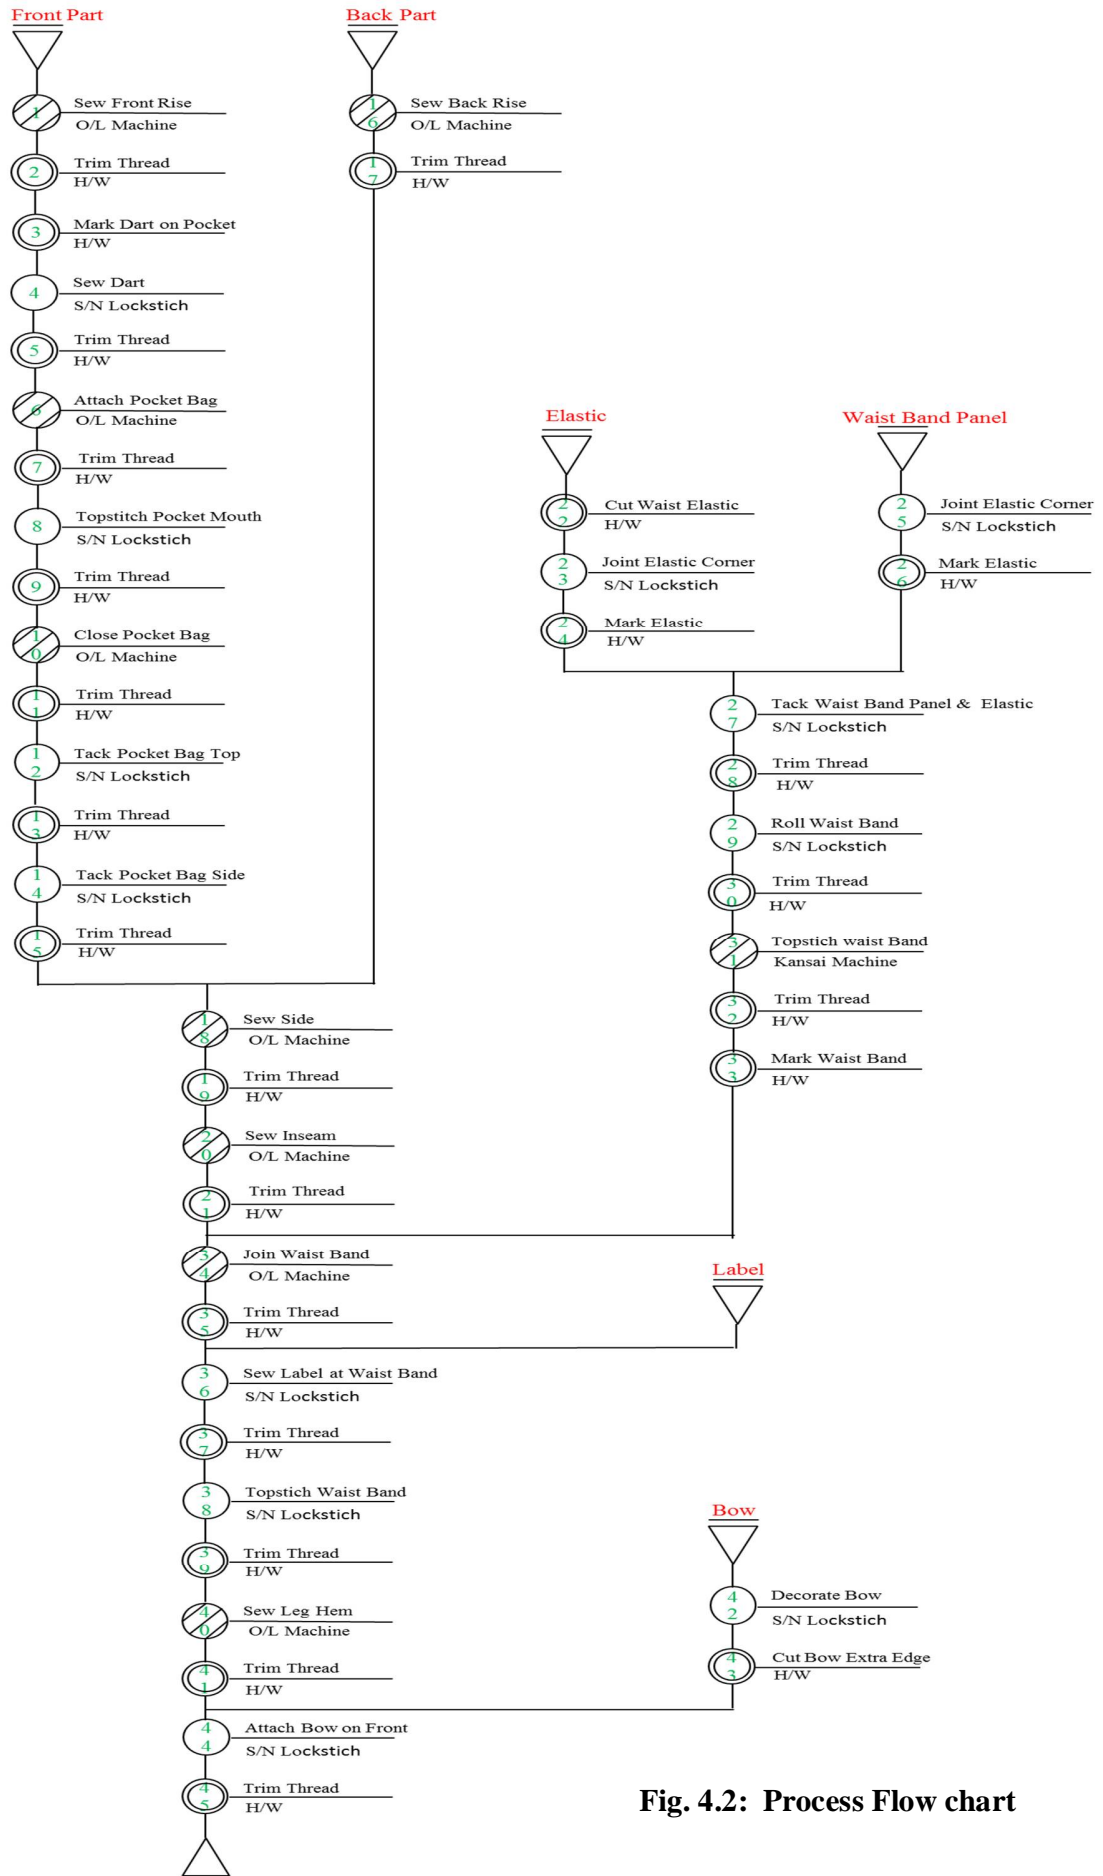 Front Part
1
Sew Front Rise
O/L Machine
2
Trim Thread
H/W
3
Mark Dart on Pocket
H/W
4
Sew Dart
S/N Lockstich
5
Trim Thread
H/W
6
Attach Pocket Bag
O/L Machine
7
Trim Thread
H/W
8
Topstitch Pocket Mouth
S/N Lockstich
9
Trim Thread
H/W
10
Close Pocket Bag
O/L Machine
11
Trim Thread
H/W
12
Tack Pocket Bag Top
S/N Lockstich
13
Trim Thread
H/W
14
Tack Pocket Bag Side
S/N Lockstich
15
Trim Thread
H/W
Back Part
16
Sew Back Rise
O/L Machine
17
Trim Thread
H/W
18
Sew Side
O/L Machine
19
Trim Thread
H/W
20
Sew Inseam
O/L Machine
21
Trim Thread
H/W
Elastic
22
Cut Waist Elastic
H/W
23
Joint Elastic Corner
S/N Lockstich
24
Mark Elastic
H/W
Waist Band Panel
25
Joint Elastic Corner
S/N Lockstich
26
Mark Elastic
H/W
27
Tack Waist Band Panel & Elastic
S/N Lockstich
28
Trim Thread
H/W
29
Roll Waist Band
S/N Lockstich
30
Trim Thread
H/W
31
Topstich waist Band
Kansai Machine
32
Trim Thread
H/W
33
Mark Waist Band
H/W
34
Join Waist Band
O/L Machine
35
Trim Thread
H/W
Label
36
Sew Label at Waist Band
S/N Lockstich
37
Trim Thread
H/W
38
Topstich Waist Band
S/N Lockstich
39
Trim Thread
H/W
40
Sew Leg Hem
O/L Machine
41
Trim Thread
H/W
Bow
42
Decorate Bow
S/N Lockstich
43
Cut Bow Extra Edge
H/W
44
Attach Bow on Front
S/N Lockstich
45
Trim Thread
H/W
Fig. 4.2: Process Flow chart